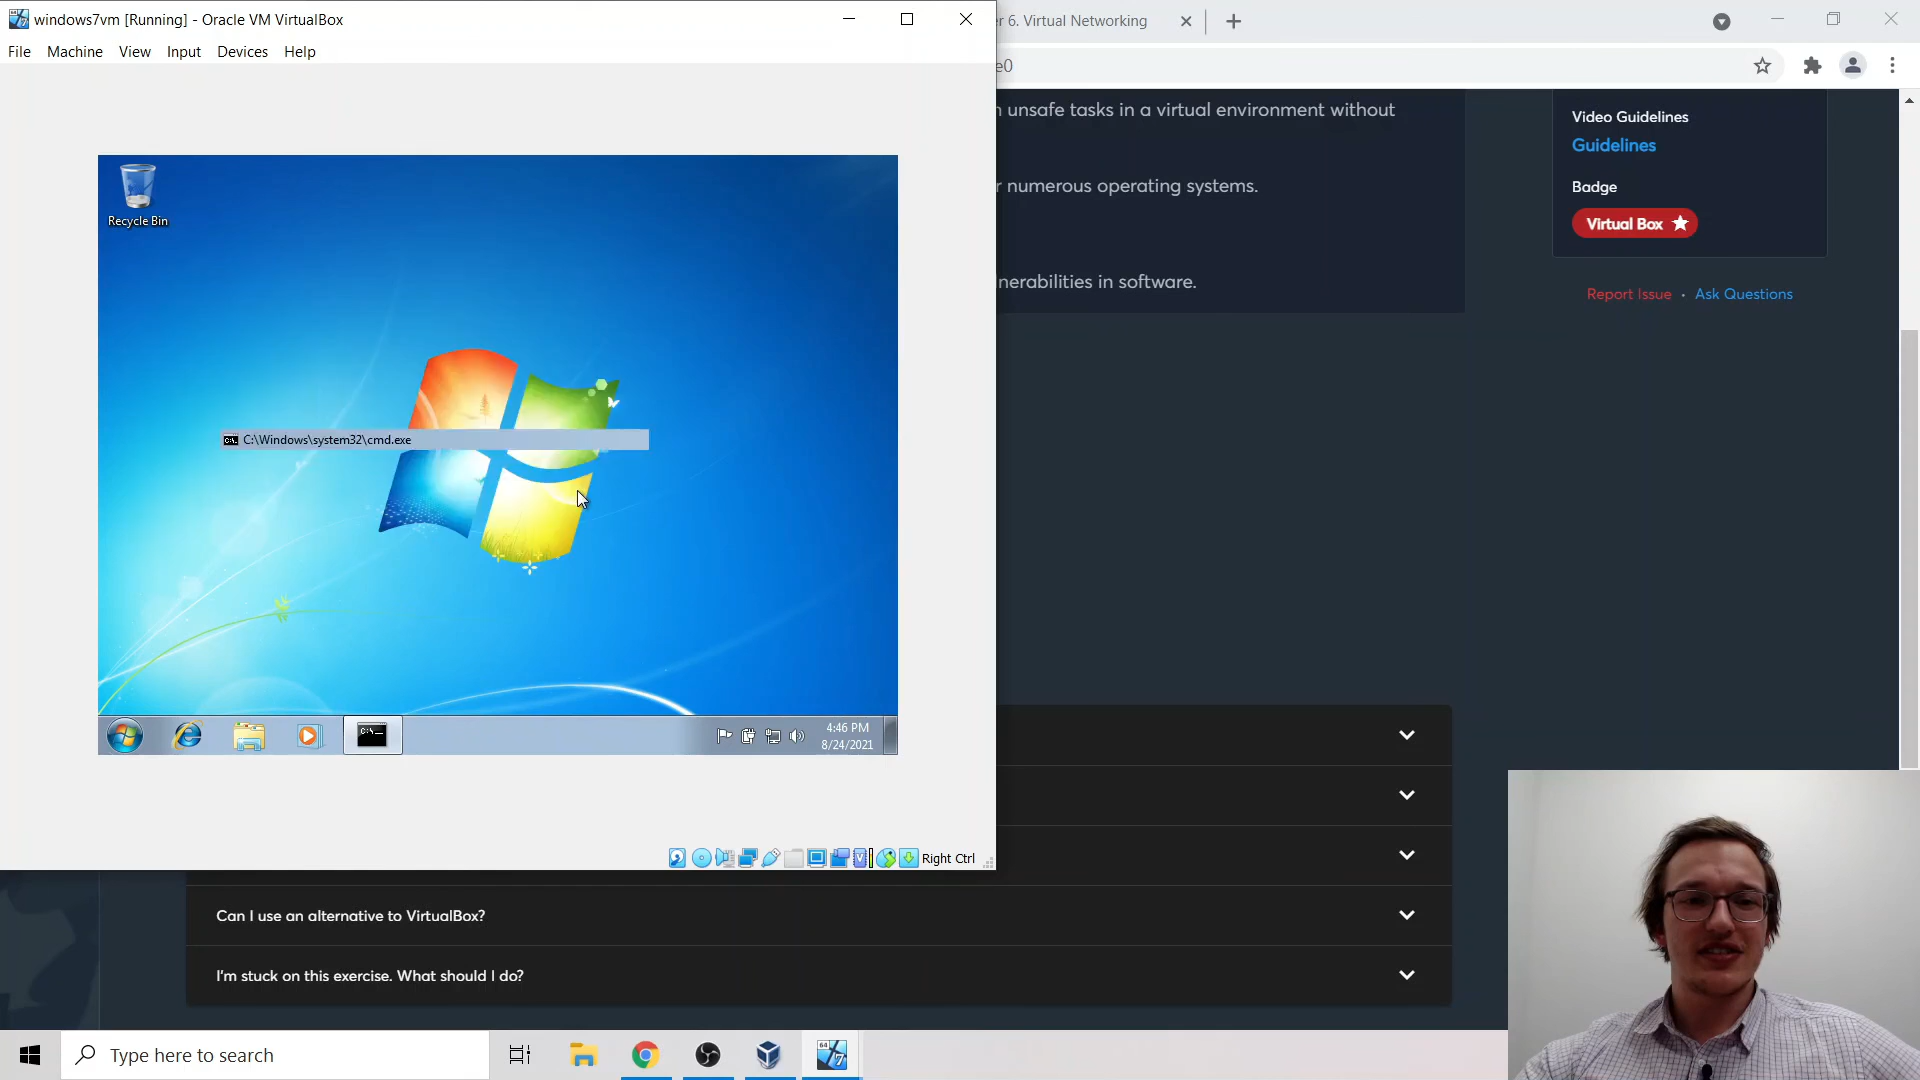 windows7vm [Running] - Oracle VM VirtualBox
File Machine View Input Devices Help
er 6. Virtual Networking
e0
unsafe tasks in a virtual environment without
numerous operating systems.
nerabilities in software.
Video Guidelines
Guidelines
Badge
Virtual Box
Report Issue • Ask Questions
Recycle Bin
C:\Windows\system32\cmd.exe
4:46 PM
8/24/2021
Right Ctrl
Can I use an alternative to VirtualBox?
I'm stuck on this exercise. What should I do?
Type here to search